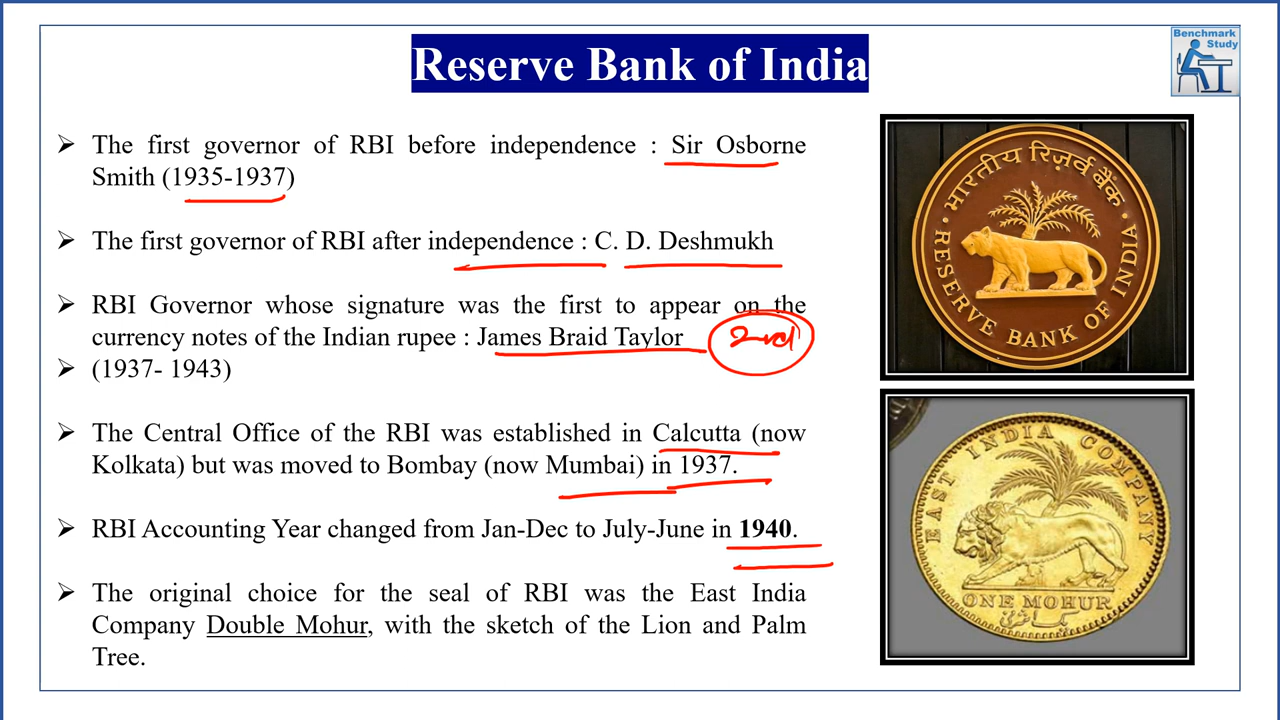 Reserve Bank of India
Benchmark
Study
➢ The first governor of RBI before independence : Sir Osborne
Smith (1935-1937)
➢ The first governor of RBI after independence : C. D. Deshmukh
➢ RBI Governor whose signature was the first to appear on the
currency notes of the Indian rupee : James Braid Taylor
2nd
➢ (1937- 1943)
➢ The Central Office of the RBI was established in Calcutta (now
Kolkata) but was moved to Bombay (now Mumbai) in 1937.
➢ RBI Accounting Year changed from Jan-Dec to July-June in 1940.
➢ The original choice for the seal of RBI was the East India
Company Double Mohur, with the sketch of the Lion and Palm
Tree.
भारतीय रिज़र्व बैंक
RESERVE BANK OF INDIA
EAST INDIA COMPANY
ONE MOHUR